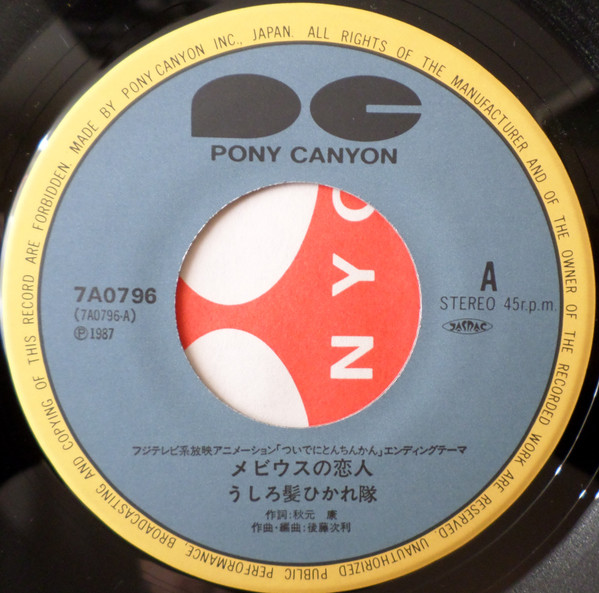 MADE BY PONY CANYON INC., JAPAN. ALL RIGHTS OF THE MANUFACTURER AND OF THE OWNER OF THE RECORDED WORK ARE RESERVED. UNAUTHORIZED PUBLIC PERFORMANCE, BROADCASTING AND COPYING OF THIS RECORD ARE FORBIDDEN.
PC
PONY CANYON
NYC
7A0796
(7A0796-A)
Ⓟ1987
A
STEREO 45r.p.m.
JASRAC
フジテレビ系放映アニメーション「ついでにとんちんかん」エンディングテーマ
メビウスの恋人
うしろ髪ひかれ隊
作詞:秋元 康
作曲・編曲:後藤次利